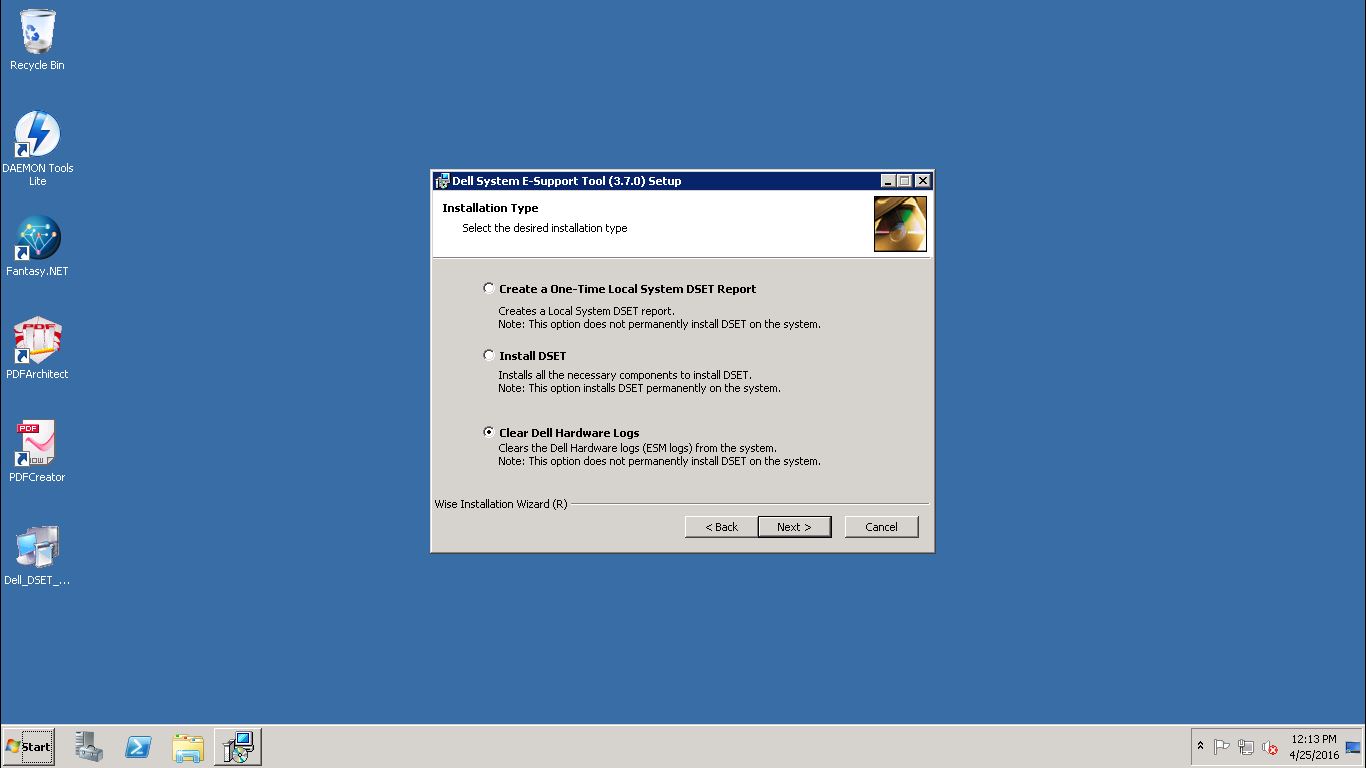 Recycle Bin
DAEMON Tools
Lite
Fantasy.NET
PDF
PDFArchitect
PDF
PDFCreator
Dell_DSET_...
Dell System E-Support Tool (3.7.0) Setup
Installation Type
Select the desired installation type
Create a One-Time Local System DSET Report
Creates a Local System DSET report.
Note: This option does not permanently install DSET on the system.
Install DSET
Installs all the necessary components to install DSET.
Note: This option installs DSET permanently on the system.
Clear Dell Hardware Logs
Clears the Dell Hardware logs (ESM logs) from the system.
Note: This option does not permanently install DSET on the system.
Wise Installation Wizard (R)
< Back
Next >
Cancel
Start
12:13 PM
4/25/2016